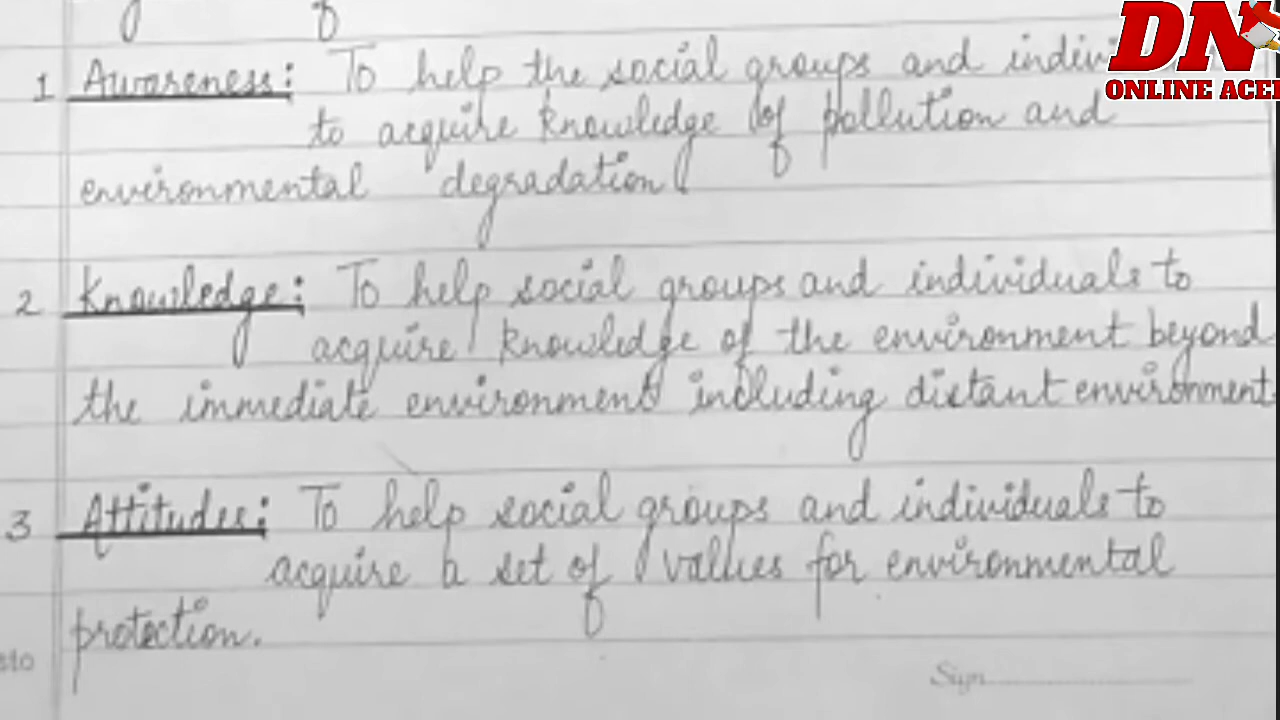 DN
ONLINE ACE
1 Awareness: To help the social groups and indivi
to acquire knowledge of pollution and
environmental degradation.
2 Knowledge: To help social groups and individuals to
acquire knowledge of the environment beyond
the immediate environment including distant environment.
3 Attitudes: To help social groups and individuals to
acquire a set of values for environmental
protection.
Sign